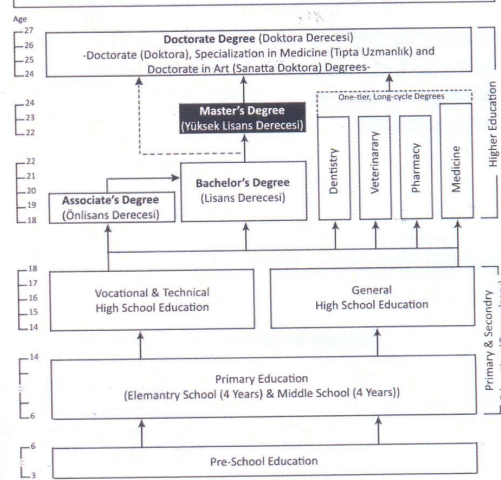 Age
27
26
25
24
Doctorate Degree (Doktora Derecesi)
-Doctorate (Doktora), Specialization in Medicine (Tıpta Uzmanlık) and
Doctorate in Art (Sanatta Doktora) Degrees-
24
23
22
Master's Degree
(Yüksek Lisans Derecesi)
One-tier, Long-cycle Degrees
Higher Education
22
21
20
19
18
Associate's Degree
(Önlisans Derecesi)
Bachelor's Degree
(Lisans Derecesi)
Dentistry
Veterinarary
Pharmacy
Medicine
18
17
16
15
14
Vocational & Technical
High School Education
General
High School Education
Primary & Secondry
14
6
Primary Education
(Elemantry School (4 Years) & Middle School (4 Years))
6
3
Pre-School Education